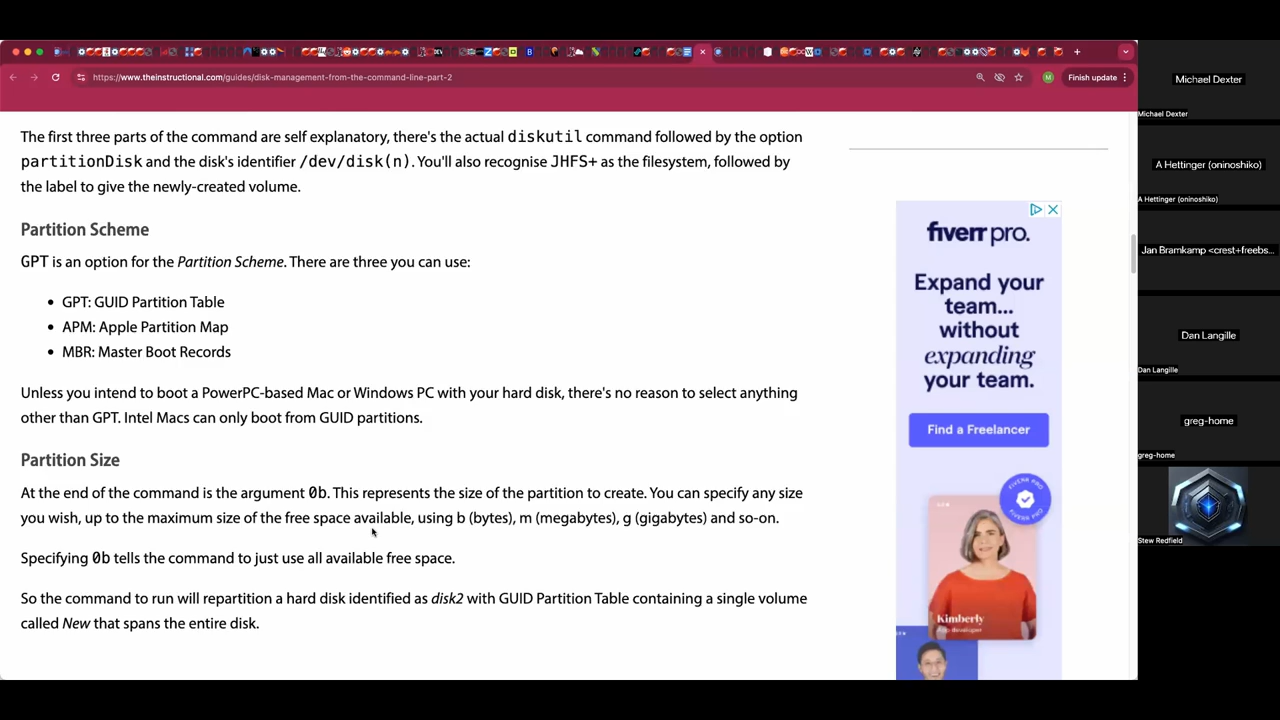 https://www.theinstructional.com/guides/disk-management-from-the-command-line-part-2
Finish update
The first three parts of the command are self explanatory, there's the actual diskutil command followed by the option
partitionDisk and the disk's identifier /dev/disk(n). You'll also recognise JHFS+ as the filesystem, followed by
the label to give the newly-created volume.
Partition Scheme
GPT is an option for the Partition Scheme. There are three you can use:
• GPT: GUID Partition Table
• APM: Apple Partition Map
• MBR: Master Boot Records
Unless you intend to boot a PowerPC-based Mac or Windows PC with your hard disk, there's no reason to select anything
other than GPT. Intel Macs can only boot from GUID partitions.
Partition Size
At the end of the command is the argument 0b. This represents the size of the partition to create. You can specify any size
you wish, up to the maximum size of the free space available, using b (bytes), m (megabytes), g (gigabytes) and so-on.
Specifying 0b tells the command to just use all available free space.
So the command to run will repartition a hard disk identified as disk2 with GUID Partition Table containing a single volume
called New that spans the entire disk.
fiverr pro.
Expand your
team...
without
expanding
your team.
Find a Freelancer
FIVERR PRO
Kimberly
App developer
Michael Dexter
Michael Dexter
A Hettinger (oninoshiko)
A Hettinger (oninoshiko)
Jan Bramkamp <crest+freebs...
Dan Langille
Dan Langille
greg-home
greg-home
Stew Redfield